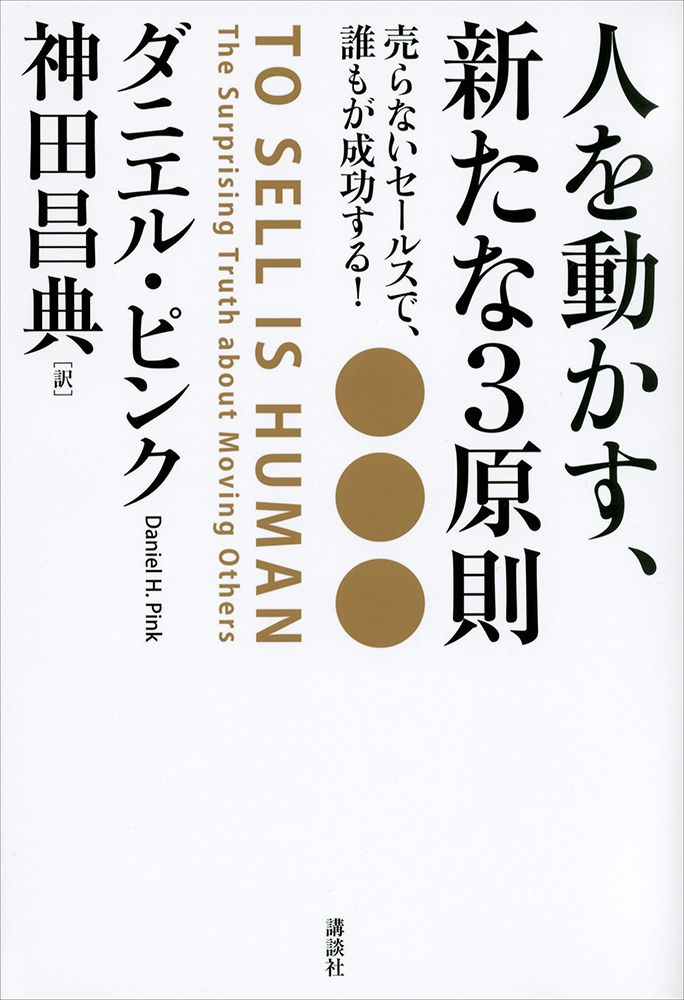 人を動かす、
新たな3原則
売らないセールスで、
誰もが成功する!
TO SELL IS HUMAN
The Surprising Truth about Moving Others
ダニエル・ピンク
Daniel H. Pink
神田昌典[訳]
講談社